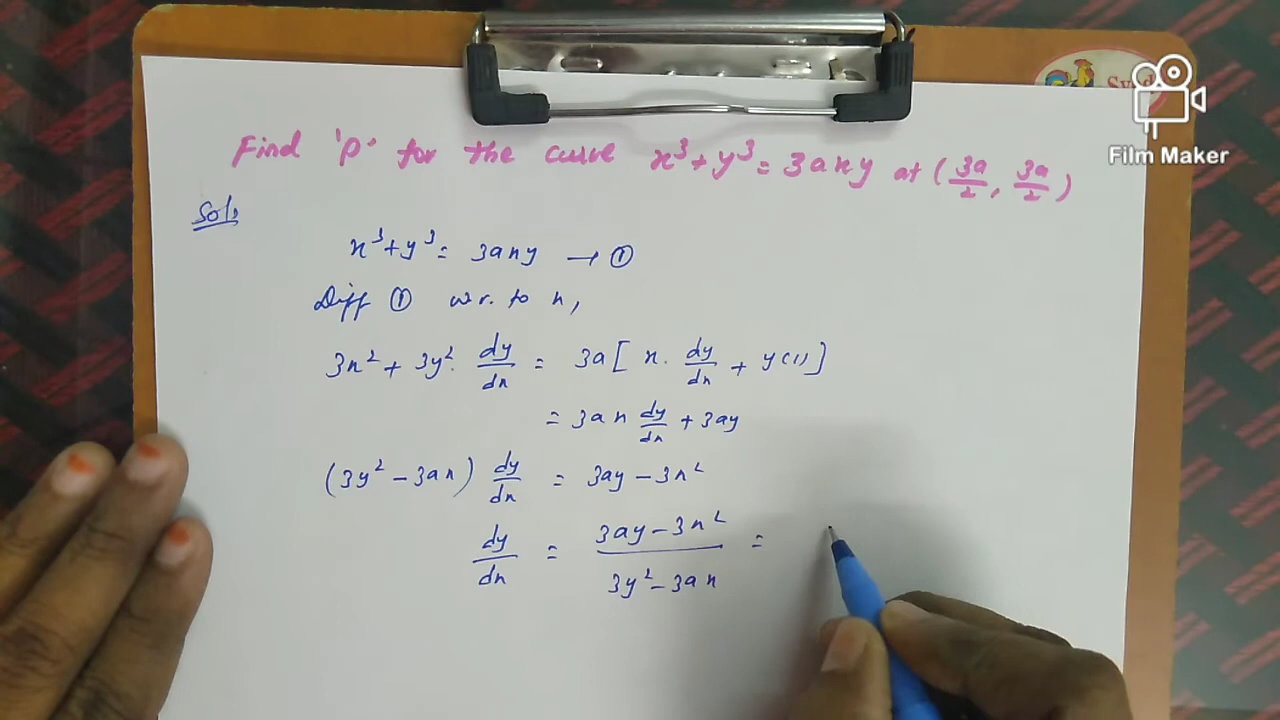 Find 'ρ' for the curve x³+y³=3axy at (3a/2, 3a/2)
Sol:
x³+y³= 3axy → ①
Diff ① w.r. to x,
3x²+3y². dy/dx = 3a[x. dy/dx + y(1)]
= 3ax dy/dx + 3ay
(3y²-3ax) dy/dx = 3ay-3x²
dy/dx = 3ay-3x²/3y²-3ax =
Film Maker